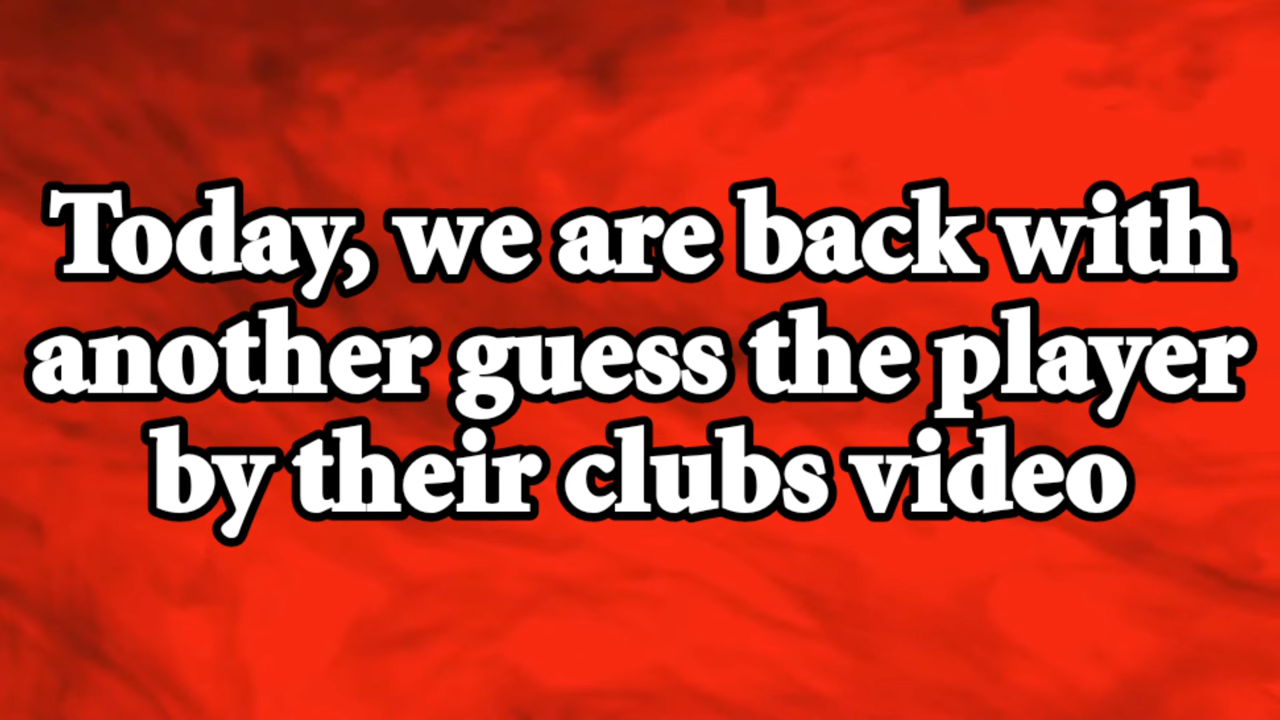 Today, we are back with
another guess the player
by their clubs video